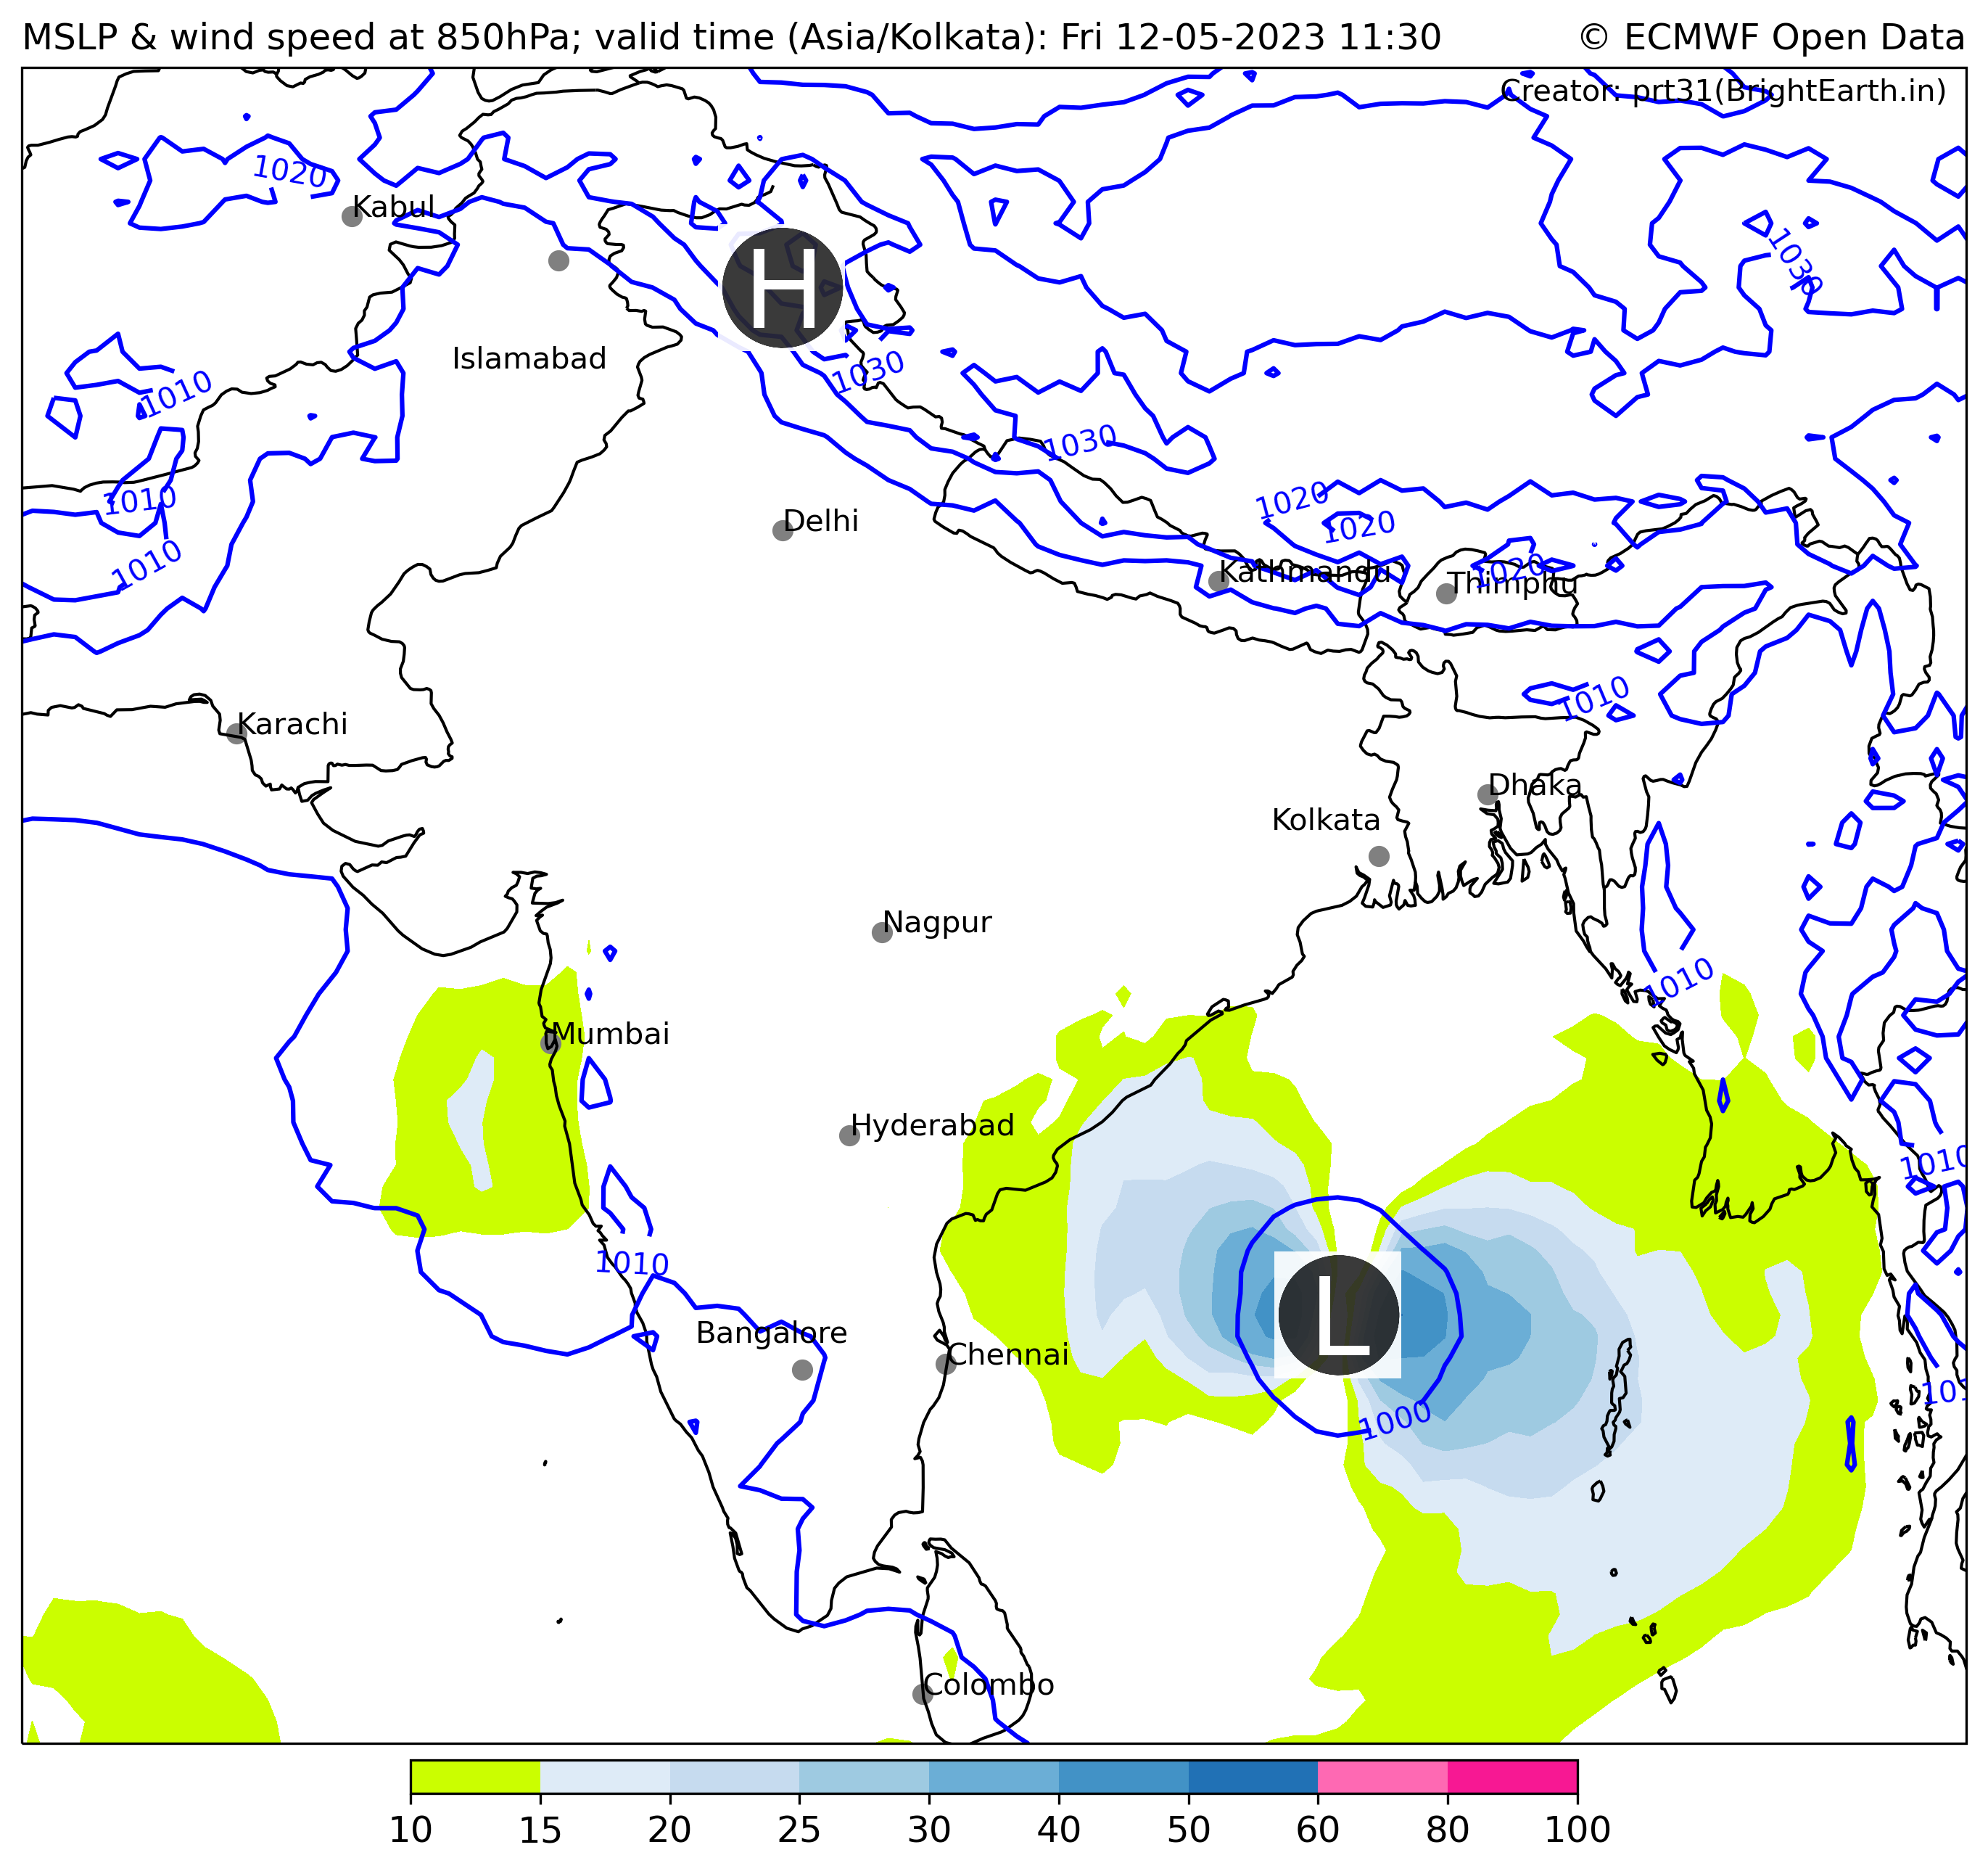 MSLP & wind speed at 850hPa; valid time (Asia/Kolkata): Fri 12-05-2023 11:30
© ECMWF Open Data
Creator: prt31(BrightEarth.in)
1020
Kabul
1030
H
Islamabad
1030
1010
1030
1010
1020
1020
Delhi
1010
Kathmandu
1020
Thimphu
1010
Karachi
Dhaka
Kolkata
Nagpur
1010
Mumbai
Hyderabad
1010
1010
L
Bangalore
Chennai
101
1000
Colombo
10 15 20 25 30 40 50 60 80 100